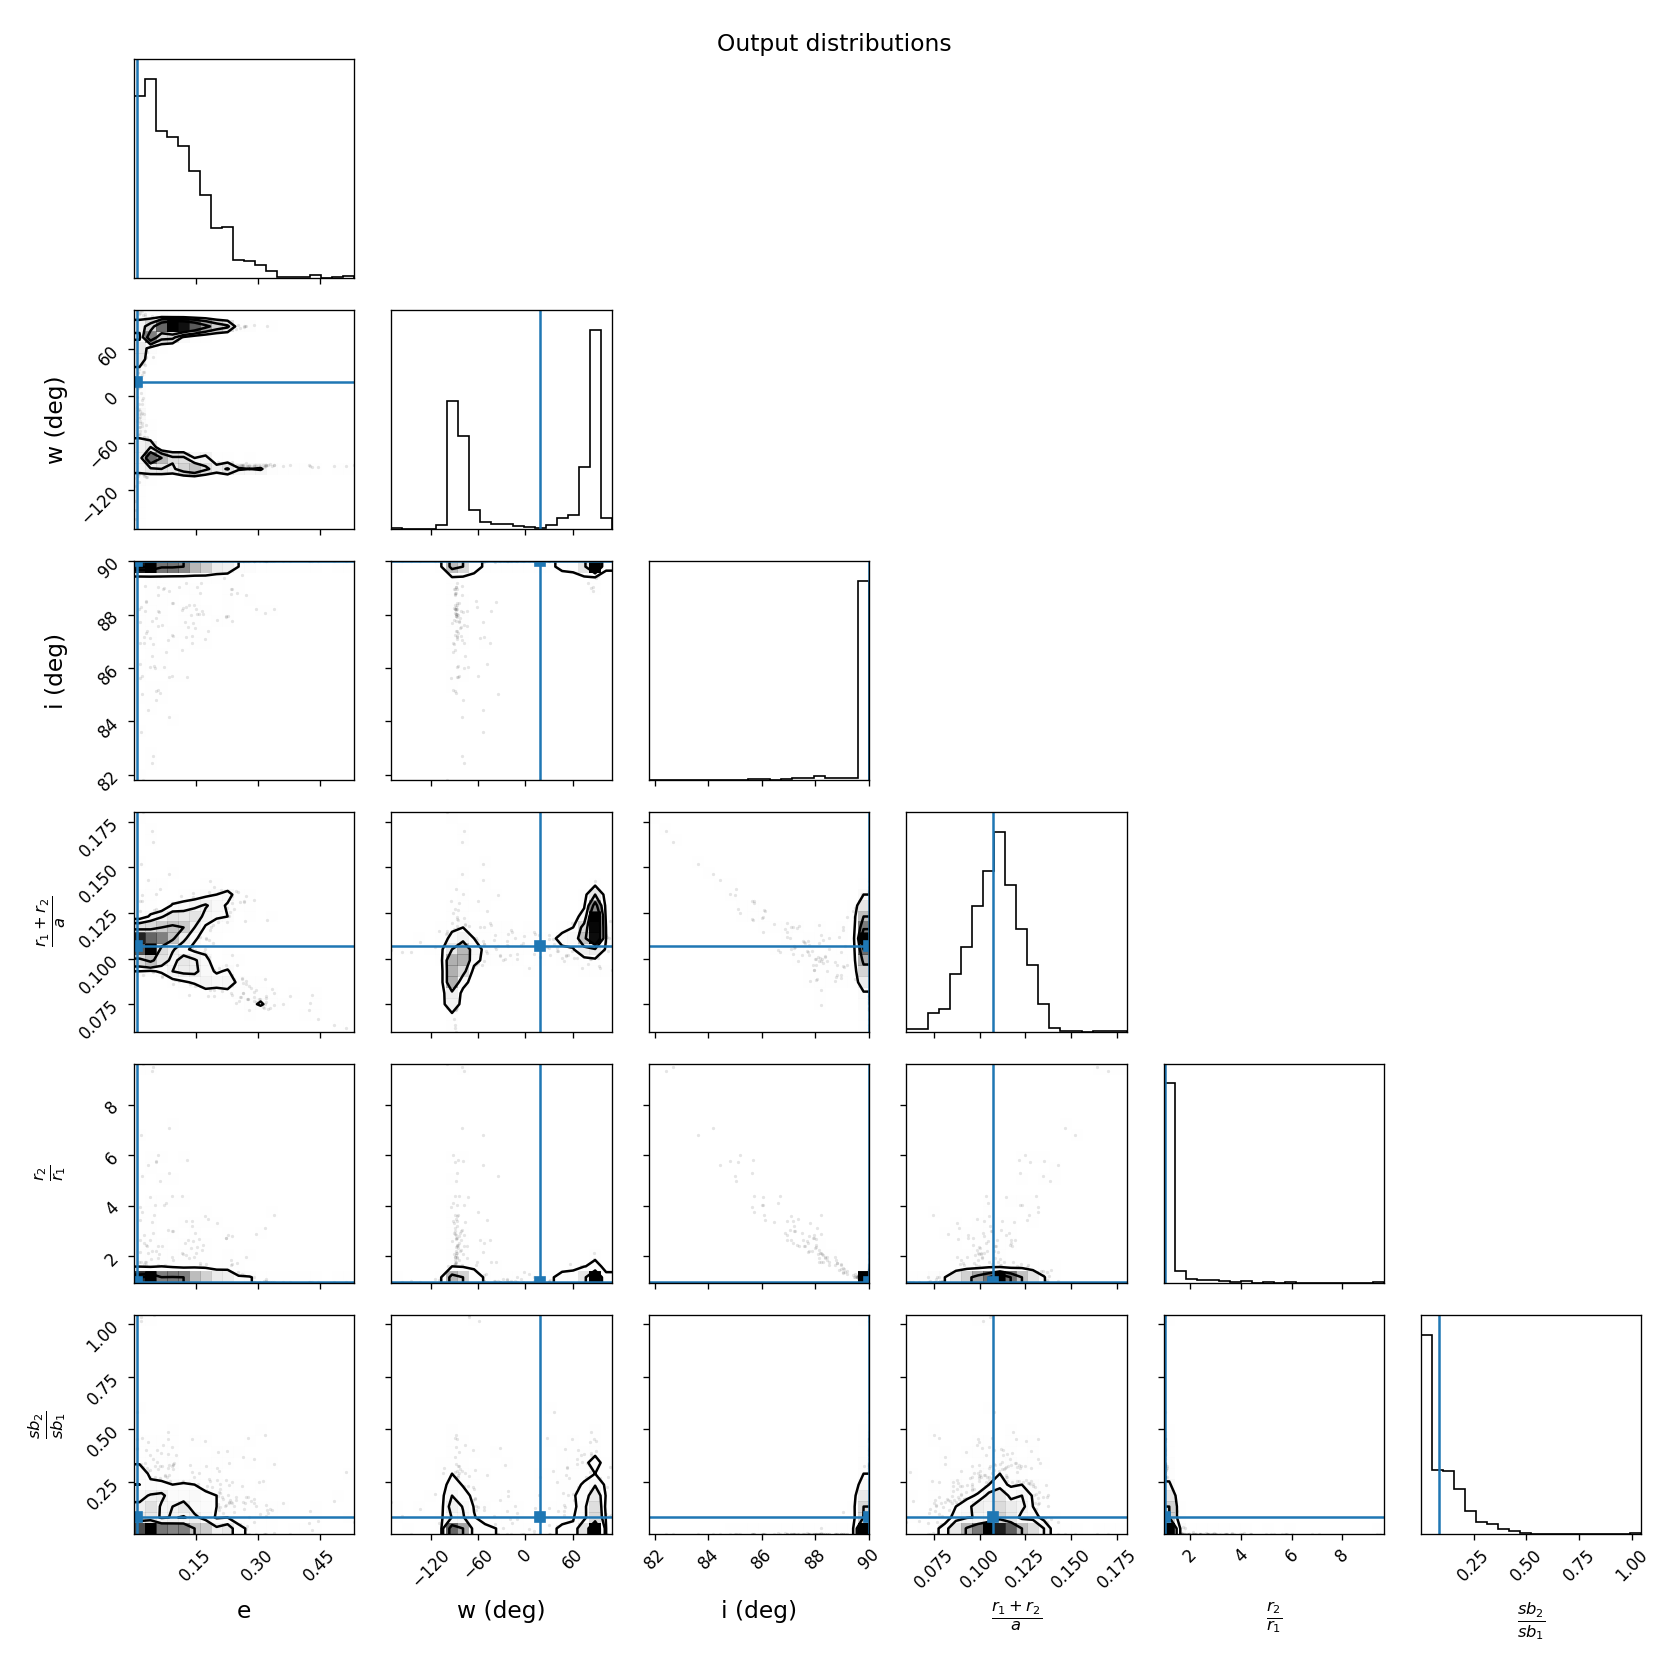 Output distributions
60
0
−60
−120
w (deg)
90
88
86
84
82
i (deg)
0.175
0.150
0.125
0.100
0.075
r₁ + r₂
a
8
6
4
2
r₂
r₁
1.00
0.75
0.50
0.25
sb₂
sb₁
0.15 0.30 0.45
−120 −60 0 60
82 84 86 88 90
0.075 0.100 0.125 0.150 0.175
2 4 6 8
0.25 0.50 0.75 1.00
e
w (deg)
i (deg)
r₁ + r₂
a
r₂
r₁
sb₂
sb₁